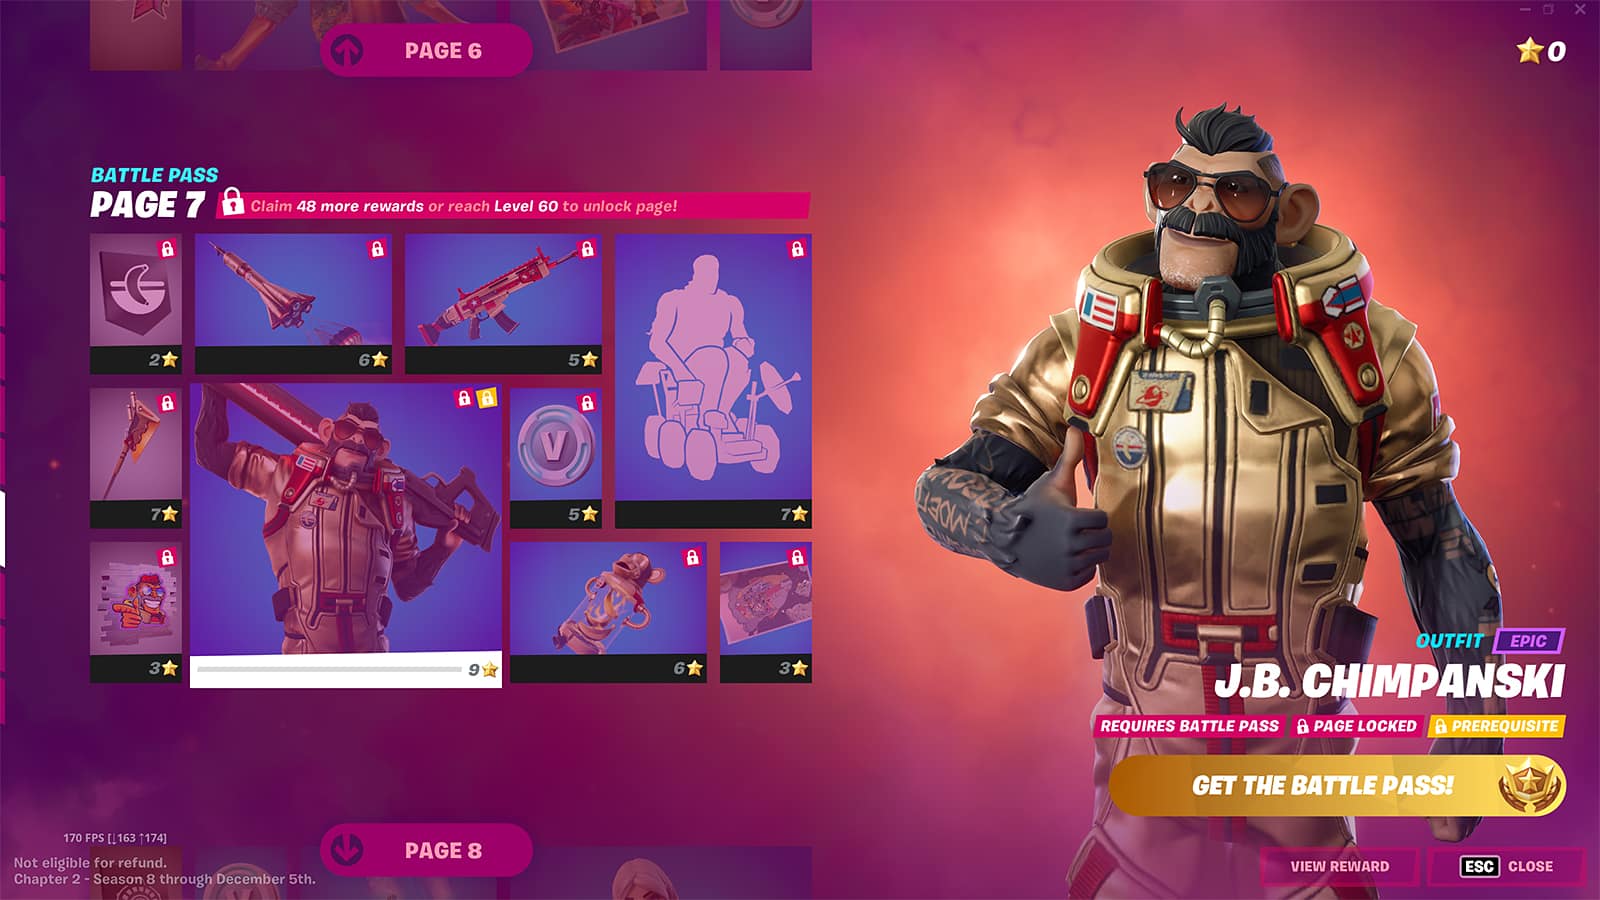 PAGE 6
0
BATTLE PASS
PAGE 7
Claim 48 more rewards or reach Level 60 to unlock page!
2
6
5
7
5
7
3
9
6
3
OUTFIT EPIC
J.B. CHIMPANSKI
REQUIRES BATTLE PASS PAGE LOCKED PREREQUISITE
GET THE BATTLE PASS!
170 FPS [↓163 ↑174]
PAGE 8
Not eligible for refund.
Chapter 2 - Season 8 through December 5th.
VIEW REWARD
ESC CLOSE